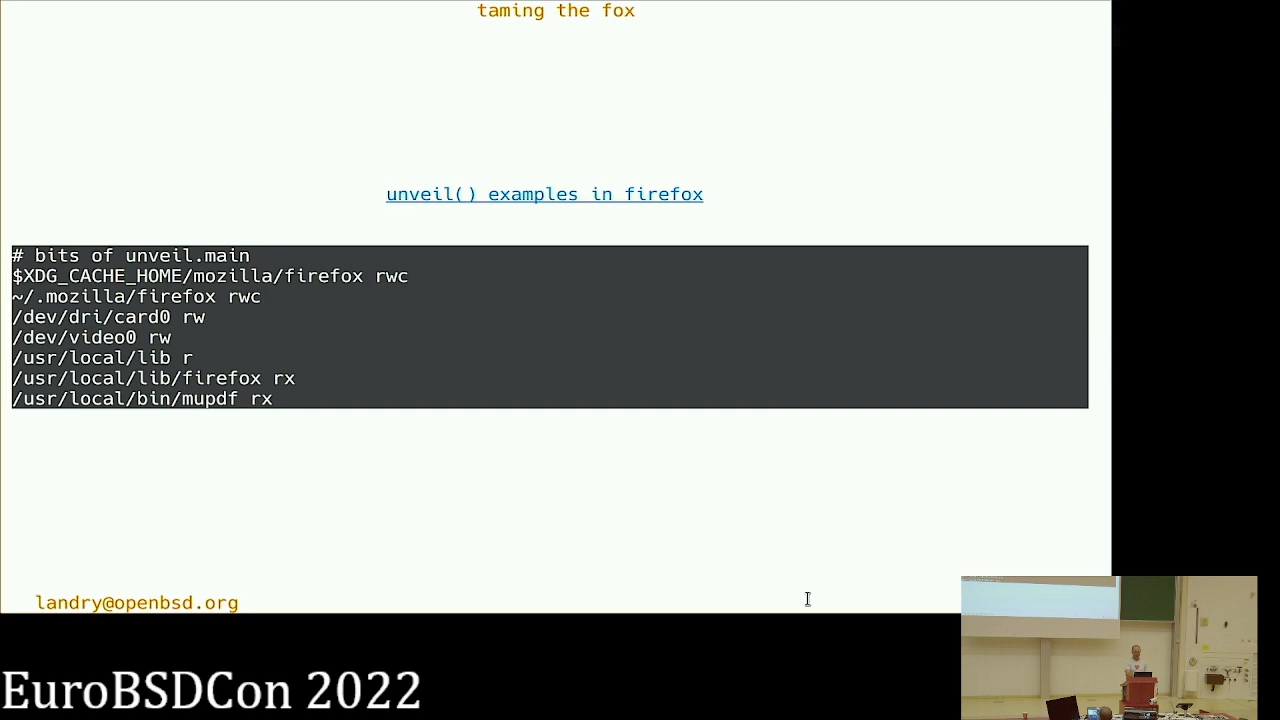 taming the fox
unveil() examples in firefox
# bits of unveil.main
$XDG_CACHE_HOME/mozilla/firefox rwc
~/.mozilla/firefox rwc
/dev/dri/card0 rw
/dev/video0 rw
/usr/local/lib r
/usr/local/lib/firefox rx
/usr/local/bin/mupdf rx
landry@openbsd.org
EuroBSDCon 2022